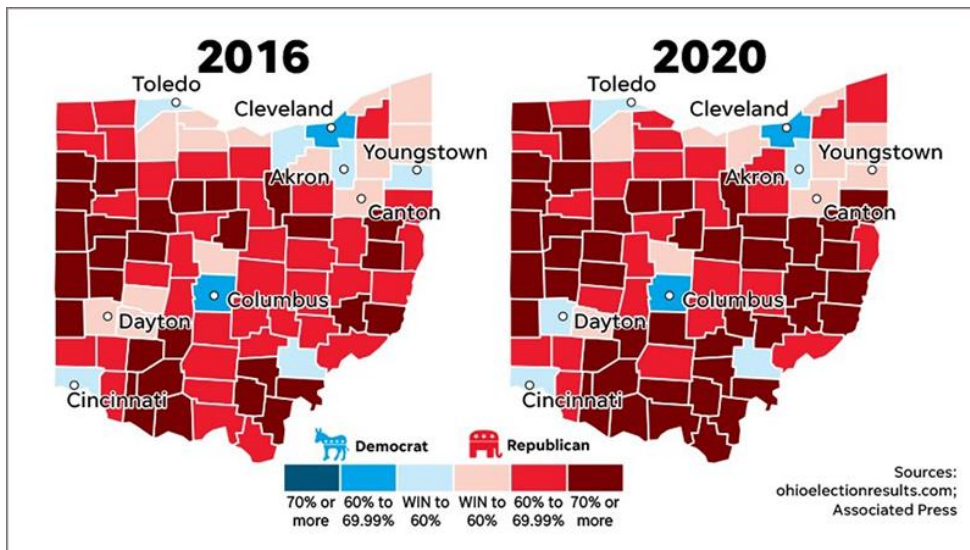 2016
Toledo
Cleveland
Youngstown
Akron
Canton
Columbus
Dayton
Cincinnati
2020
Toledo
Cleveland
Youngstown
Akron
Canton
Columbus
Dayton
Cincinnati
Democrat
Republican
70% or
more
60% to
69.99%
WIN to
60%
WIN to
60%
60% to
69.99%
70% or
more
Sources:
ohioelectionresults.com;
Associated Press